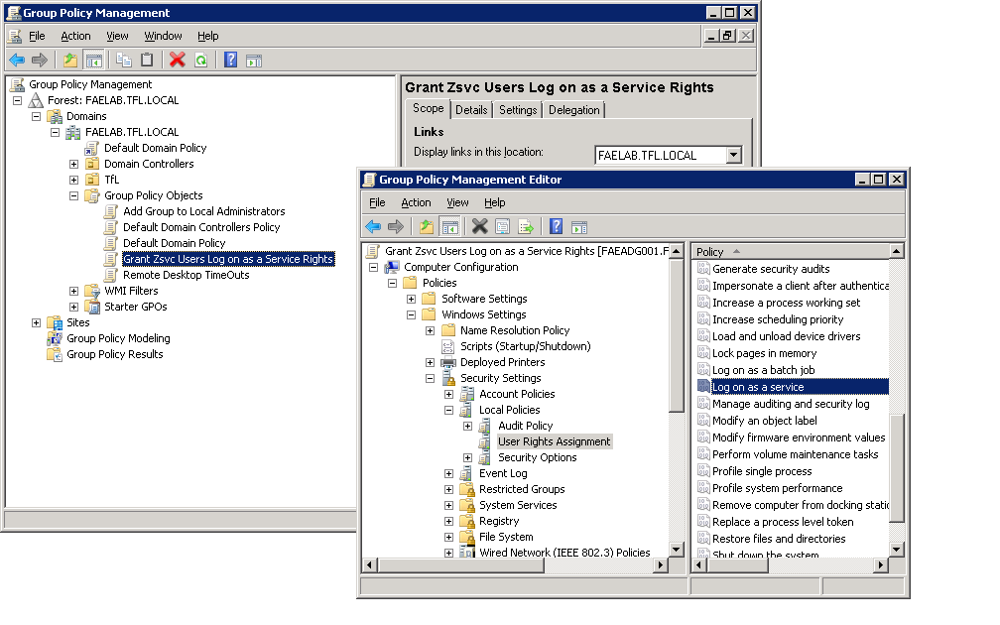 Group Policy Management
File Action View Window Help
Group Policy Management
Forest: FAELAB.TFL.LOCAL
Domains
FAELAB.TFL.LOCAL
Default Domain Policy
Domain Controllers
TfL
Group Policy Objects
Add Group to Local Administrators
Default Domain Controllers Policy
Default Domain Policy
Grant Zsvc Users Log on as a Service Rights
Remote Desktop TimeOuts
WMI Filters
Starter GPOs
Sites
Group Policy Modeling
Group Policy Results
Grant Zsvc Users Log on as a Service Rights
Scope Details Settings Delegation
Links
Display links in this location: FAELAB.TFL.LOCAL
Group Policy Management Editor
File Action View Help
Grant Zsvc Users Log on as a Service Rights [FAEADG001.F
Computer Configuration
Policies
Software Settings
Windows Settings
Name Resolution Policy
Scripts (Startup/Shutdown)
Deployed Printers
Security Settings
Account Policies
Local Policies
Audit Policy
User Rights Assignment
Security Options
Event Log
Restricted Groups
System Services
Registry
File System
Wired Network (IEEE 802.3) Policies
Policy
Generate security audits
Impersonate a client after authentica
Increase a process working set
Increase scheduling priority
Load and unload device drivers
Lock pages in memory
Log on as a batch job
Log on as a service
Manage auditing and security log
Modify an object label
Modify firmware environment values
Perform volume maintenance tasks
Profile single process
Profile system performance
Remove computer from docking static
Replace a process level token
Restore files and directories
Shut down the system